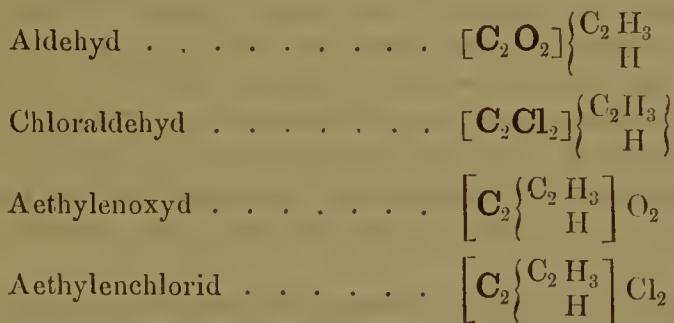 Aldehyd . . . . . . . . . [C₂O₂]{C₂H₃ H
Chloraldehyd . . . . . . . [C₂Cl₂]{C₂H₃ H}
Aethylenoxyd . . . . . . [C₂{C₂H₃ H] O₂
Aethylenchlorid . . . . . . [C₂{C₂H₃ H] Cl₂